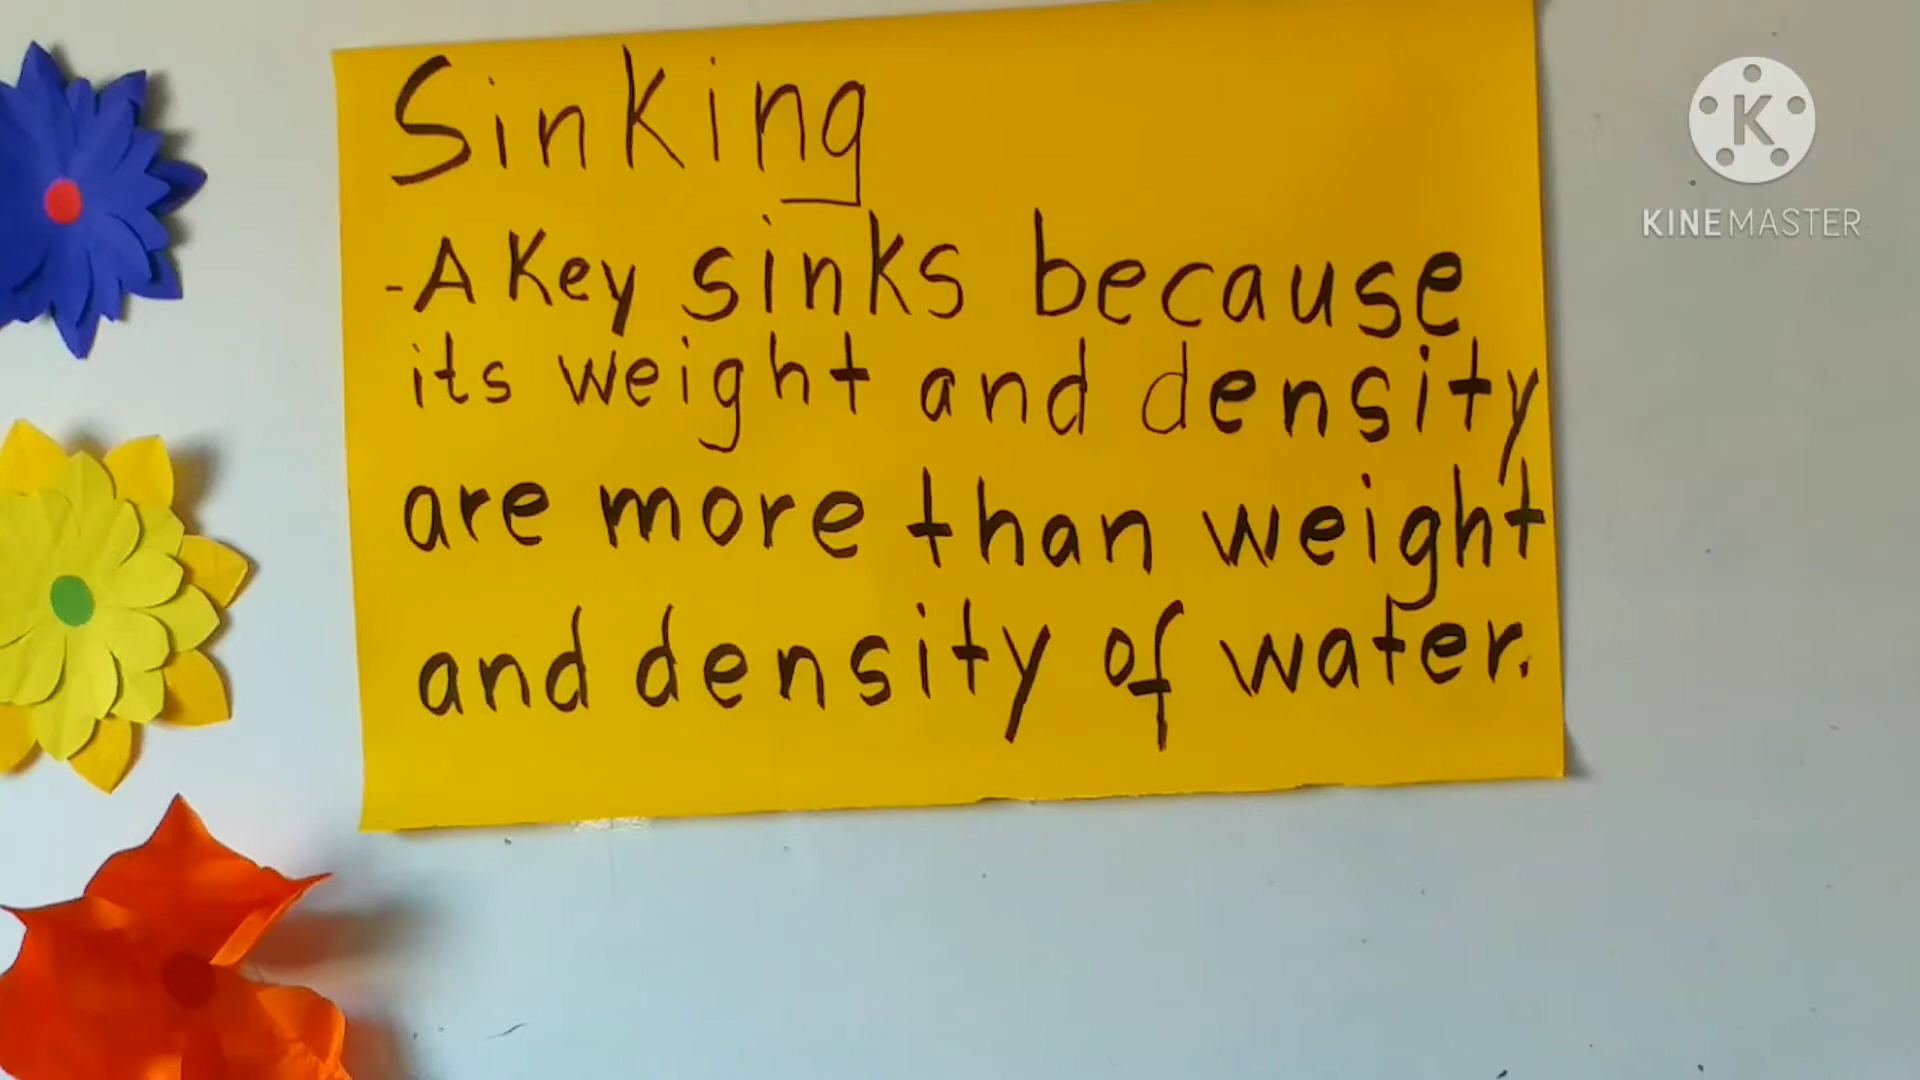 Sinking
- A Key sinks because
its weight and density
are more than weight
and density of water.
K
KINEMASTER